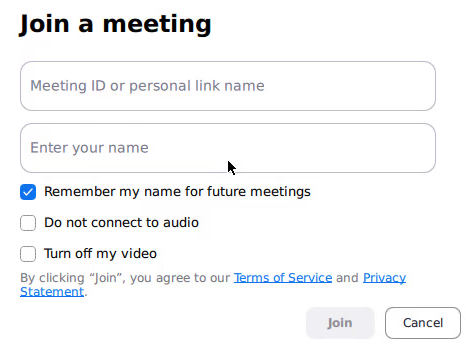 Join a meeting
Meeting ID or personal link name
Enter your name
Remember my name for future meetings
Do not connect to audio
Turn off my video
By clicking “Join”, you agree to our Terms of Service and Privacy
Statement.
Join
Cancel